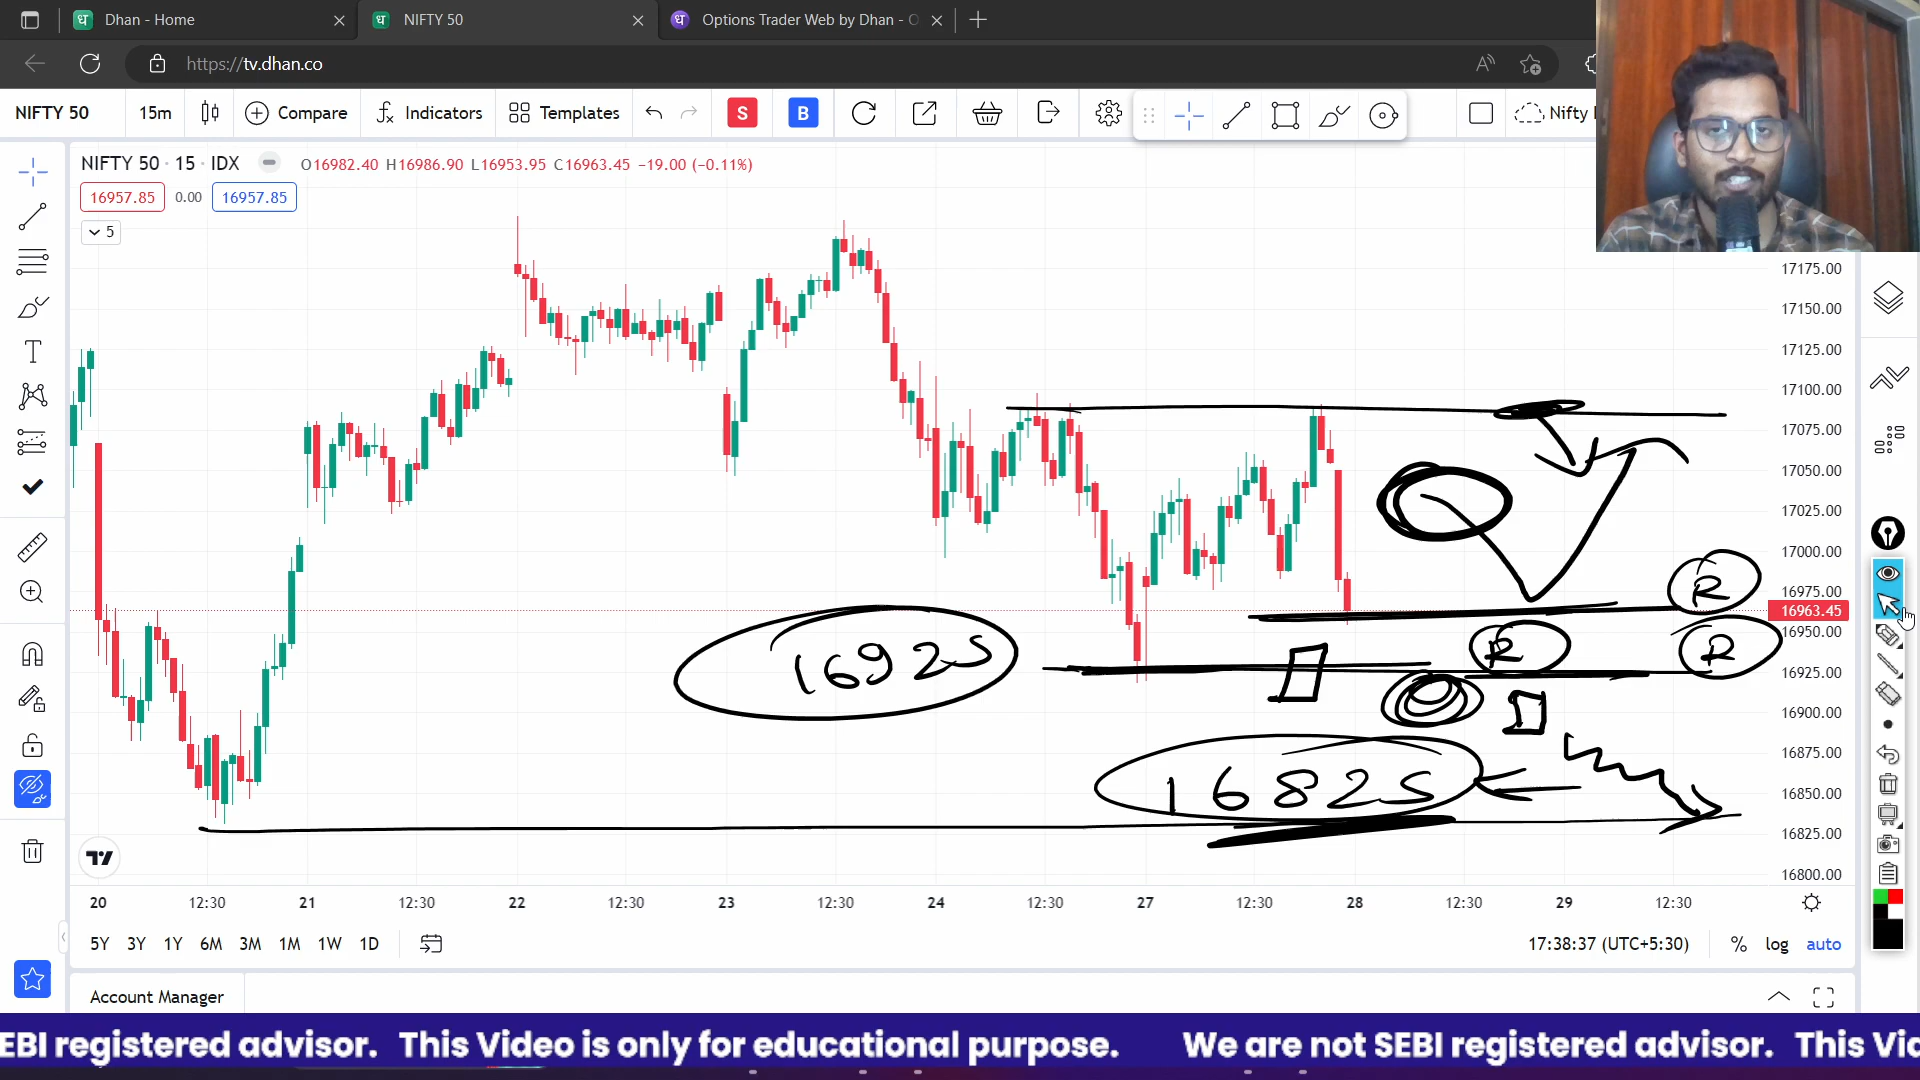 Dhan - Home
NIFTY 50
Options Trader Web by Dhan - O
https://tv.dhan.co
NIFTY 50
15m
Compare
Indicators
Templates
S
B
Nifty
NIFTY 50 · 15 · IDX
O16982.40 H16986.90 L16953.95 C16963.45 −19.00 (−0.11%)
16957.85
0.00
16957.85
5
17175.00
17150.00
17125.00
17100.00
17075.00
17050.00
17025.00
17000.00
16975.00
16963.45
16950.00
16925.00
16900.00
16875.00
16850.00
16825.00
16800.00
R
R
R
16925
16825
20 12:30 21 12:30 22 12:30 23 12:30 24 12:30 27 12:30 28 12:30 29 12:30
5Y 3Y 1Y 6M 3M 1M 1W 1D
17:38:37 (UTC+5:30)
% log auto
Account Manager
EBI registered advisor. This Video is only for educational purpose. We are not SEBI registered advisor. This Vi